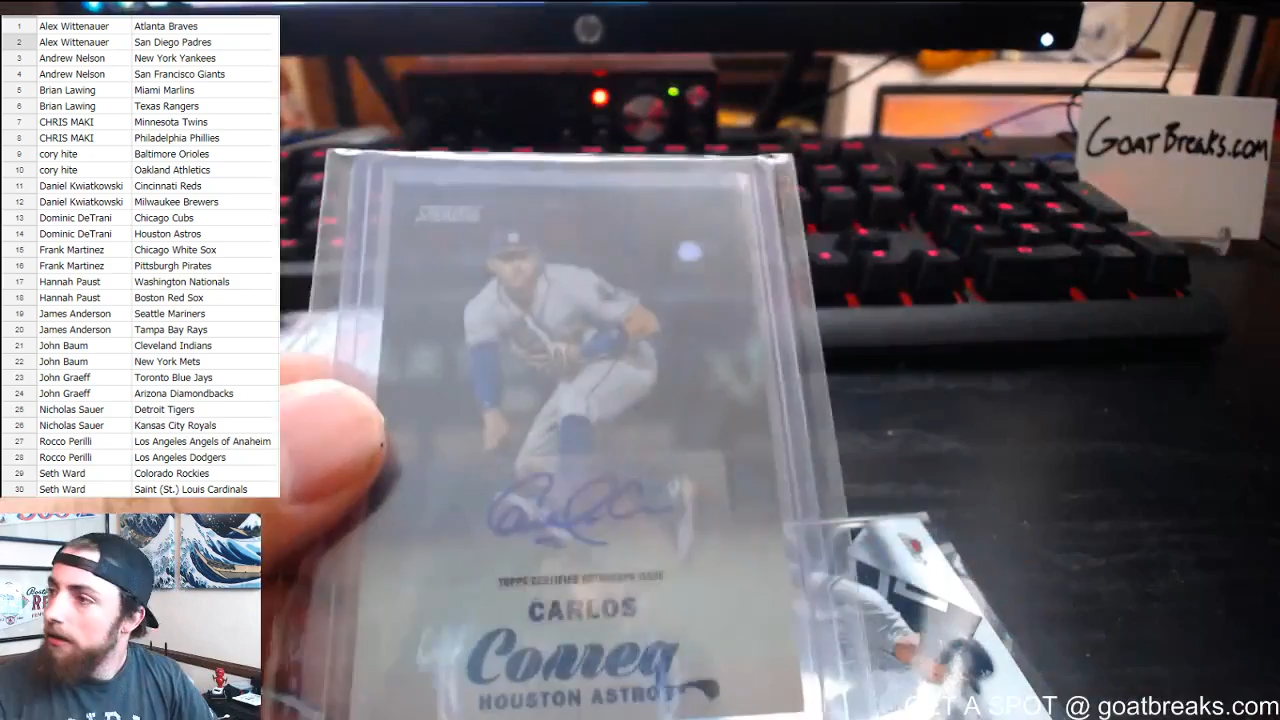 1 Alex Wittenauer Atlanta Braves
2 Alex Wittenauer San Diego Padres
3 Andrew Nelson New York Yankees
4 Andrew Nelson San Francisco Giants
5 Brian Lawing Miami Marlins
6 Brian Lawing Texas Rangers
7 CHRIS MAKI Minnesota Twins
8 CHRIS MAKI Philadelphia Phillies
9 cory hite Baltimore Orioles
10 cory hite Oakland Athletics
11 Daniel Kwiatkowski Cincinnati Reds
12 Daniel Kwiatkowski Milwaukee Brewers
13 Dominic DeTrani Chicago Cubs
14 Dominic DeTrani Houston Astros
15 Frank Martinez Chicago White Sox
16 Frank Martinez Pittsburgh Pirates
17 Hannah Paust Washington Nationals
18 Hannah Paust Boston Red Sox
19 James Anderson Seattle Mariners
20 James Anderson Tampa Bay Rays
21 John Baum Cleveland Indians
22 John Baum New York Mets
23 John Graeff Toronto Blue Jays
24 John Graeff Arizona Diamondbacks
25 Nicholas Sauer Detroit Tigers
26 Nicholas Sauer Kansas City Royals
27 Rocco Perilli Los Angeles Angels of Anaheim
28 Rocco Perilli Los Angeles Dodgers
29 Seth Ward Colorado Rockies
30 Seth Ward Saint (St.) Louis Cardinals
GOATBReaks.com
TOPPS CERTIFIED AUTOGRAPH ISSUE
CARLOS
Correa
HOUSTON ASTROS
GET A SPOT @ goatbreaks.com